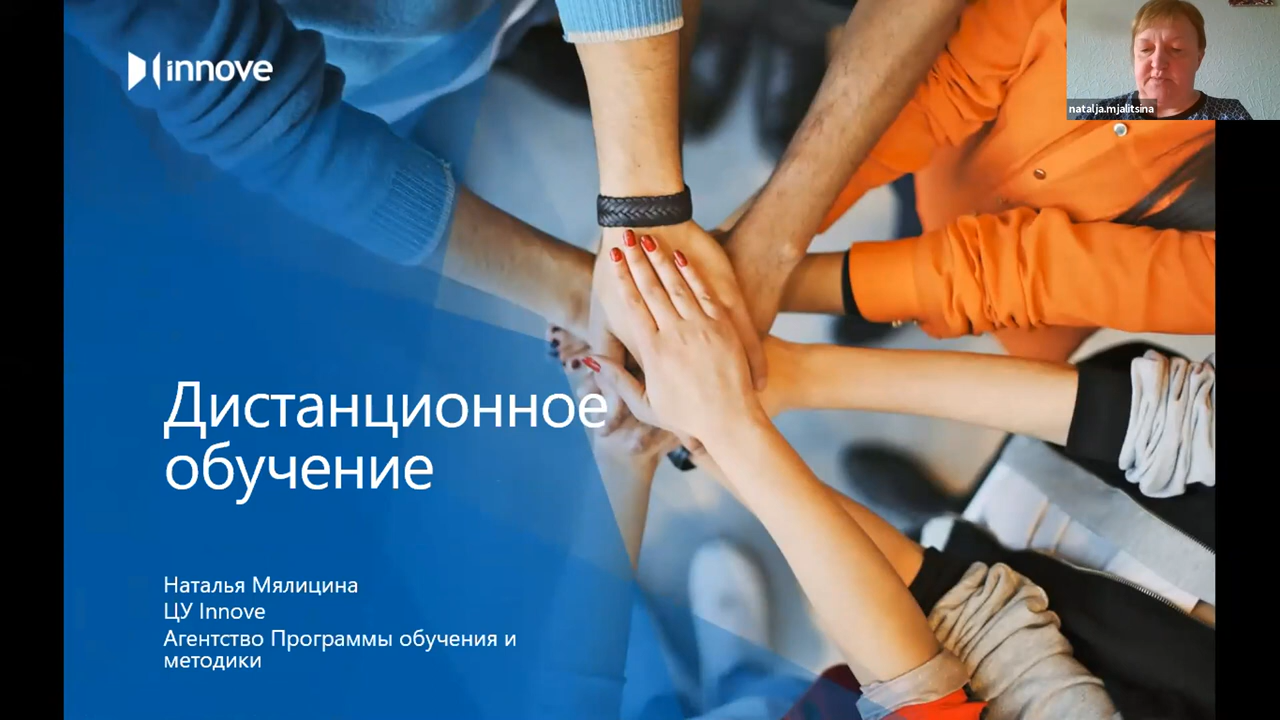 innove
natalja.mjalitsina
Дистанционное
обучение
Наталья Мялицина
ЦУ Innove
Агентство Программы обучения и
методики